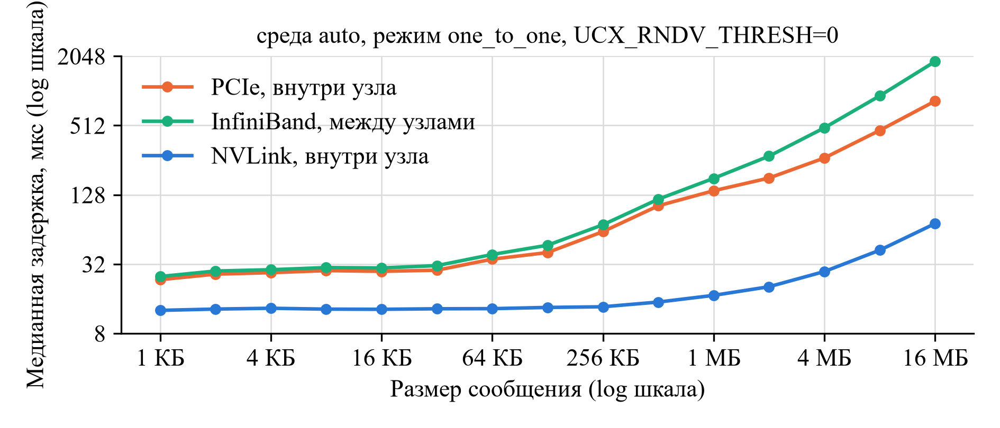 среда auto, режим one_to_one, UCX_RNDV_THRESH=0
Медианная задержка, мкс (log шкала)
2048
512
128
32
8
PCIe, внутри узла
InfiniBand, между узлами
NVLink, внутри узла
1 КБ 4 КБ 16 КБ 64 КБ 256 КБ 1 МБ 4 МБ 16 МБ
Размер сообщения (log шкала)